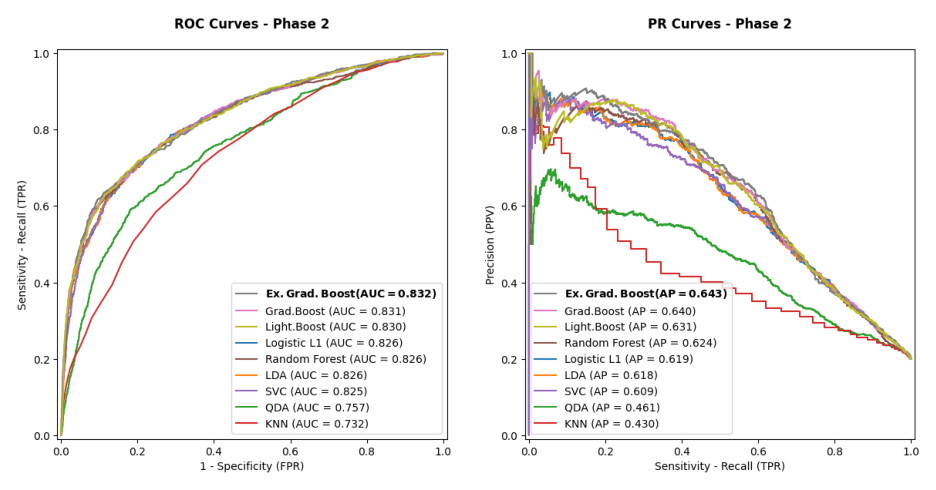 ROC Curves - Phase 2
1.0
0.8
0.6
0.4
0.2
0.0
Sensitivity - Recall (TPR)
Ex.Grad.Boost(AUC = 0.832)
Grad.Boost (AUC = 0.831)
Light.Boost (AUC = 0.830)
Logistic L1 (AUC = 0.826)
Random Forest (AUC = 0.826)
LDA (AUC = 0.826)
SVC (AUC = 0.825)
QDA (AUC = 0.757)
KNN (AUC = 0.732)
0.0 0.2 0.4 0.6 0.8 1.0
1 - Specificity (FPR)
PR Curves - Phase 2
1.0
0.8
0.6
0.4
0.2
0.0
Precision (PPV)
Ex.Grad.Boost(AP = 0.643)
Grad.Boost (AP = 0.640)
Light.Boost (AP = 0.631)
Random Forest (AP = 0.624)
Logistic L1 (AP = 0.619)
LDA (AP = 0.618)
SVC (AP = 0.609)
QDA (AP = 0.461)
KNN (AP = 0.430)
0.0 0.2 0.4 0.6 0.8 1.0
Sensitivity - Recall (TPR)